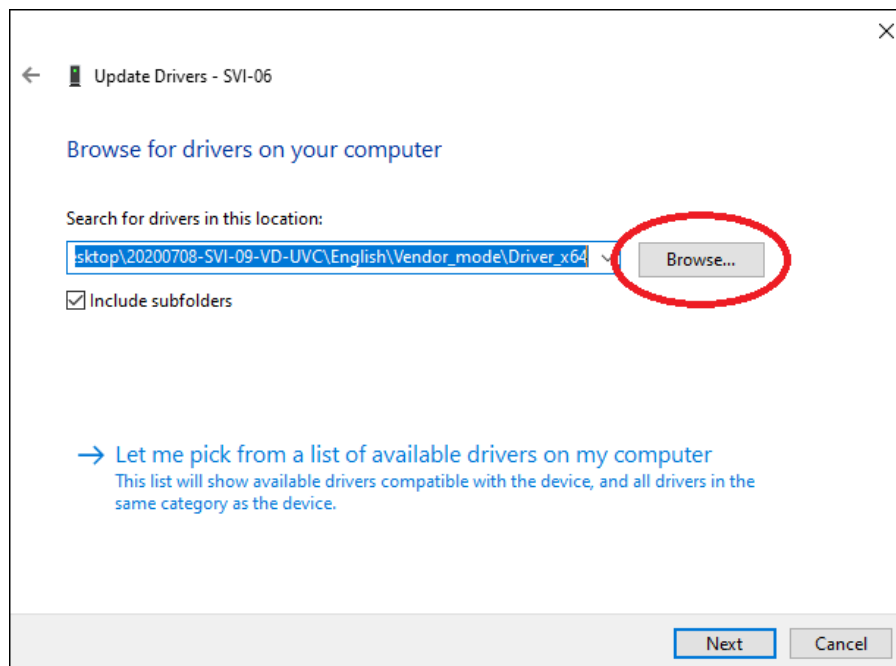 Update Drivers - SVI-06
Browse for drivers on your computer
Search for drivers in this location:
sktop\20200708-SVI-09-VD-UVC\English\Vendor_mode\Driver_x64
Browse...
Include subfolders
Let me pick from a list of available drivers on my computer
This list will show available drivers compatible with the device, and all drivers in the
same category as the device.
Next
Cancel